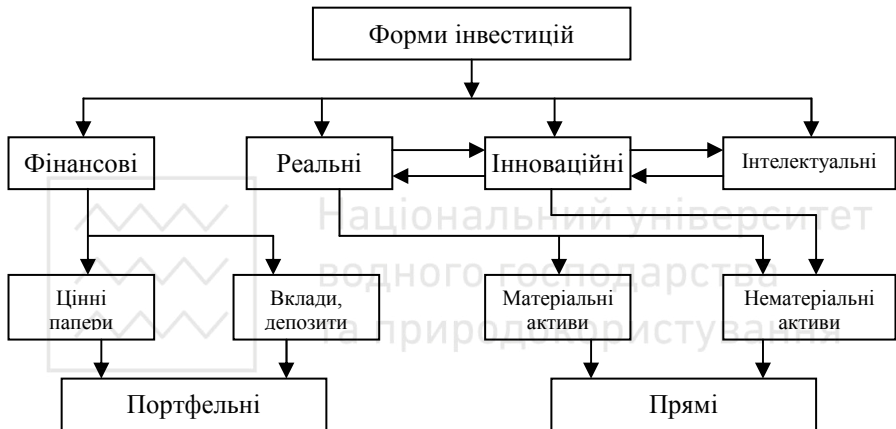 Форми інвестицій
Фінансові
Реальні
Інноваційні
Інтелектуальні
Національний університет
водного господарства
та природокористування
Цінні
папери
Вклади,
депозити
Матеріальні
активи
Нематеріальні
активи
Портфельні
Прямі